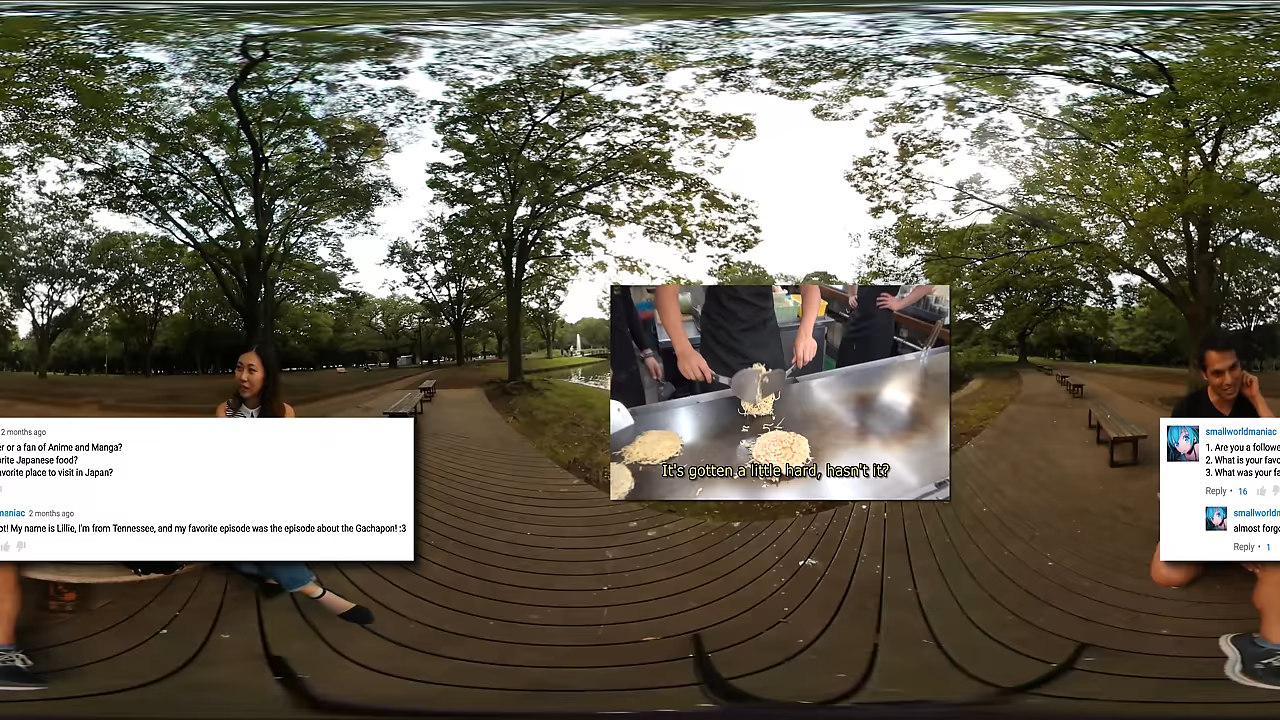 2 months ago
er or a fan of Anime and Manga?
rite Japanese food?
vorite place to visit in Japan?
maniac 2 months ago
ot! My name is Lillie, I'm from Tennessee, and my favorite episode was the episode about the Gachapon! :3
It's gotten a little hard, hasn't it?
smallworldmaniac
1. Are you a followe
2. What is your favo
3. What was your fa
Reply • 16
smallworldm
almost forgo
Reply • 1